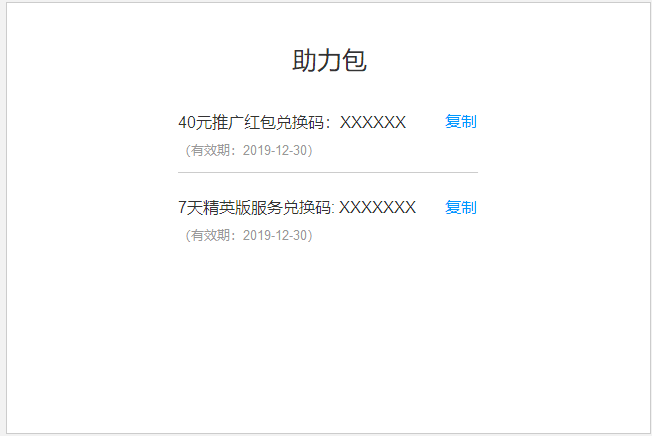 助力包
40元推广红包兑换码：XXXXXX 复制
（有效期：2019-12-30）
7天精英版服务兑换码: XXXXXXX 复制
（有效期：2019-12-30）